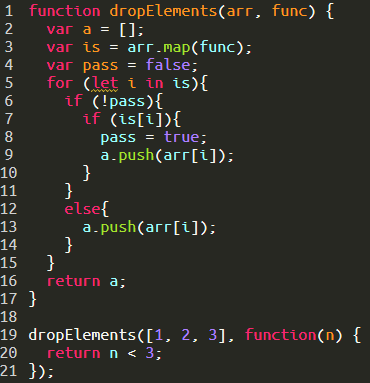 1 function dropElements(arr, func) {
2   var a = [];
3   var is = arr.map(func);
4   var pass = false;
5   for (let i in is){
6     if (!pass){
7       if (is[i]){
8         pass = true;
9         a.push(arr[i]);
10       }
11     }
12     else{
13       a.push(arr[i]);
14     }
15   }
16   return a;
17 }
18
19 dropElements([1, 2, 3], function(n) {
20   return n < 3;
21 });